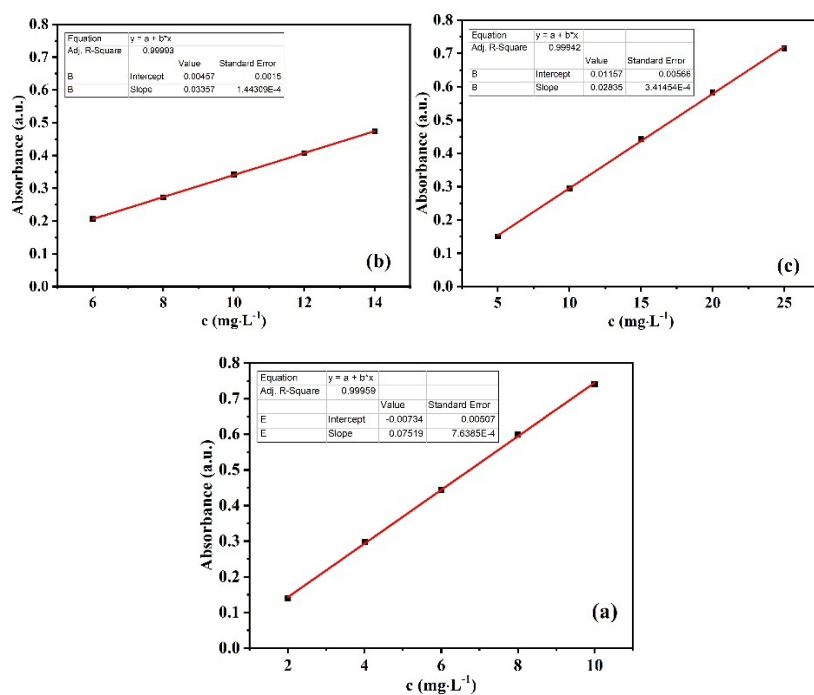 Equation y = a + b*x
Adj. R-Square 0.99993
Value Standard Error
B Intercept 0.00457 0.0015
B Slope 0.03357 1.44309E-4
0.8
0.7
0.6
0.5
0.4
0.3
0.2
0.1
0.0
Absorbance (a.u.)
6 8 10 12 14
c (mg·L-1)
(b)
Equation y = a + b*x
Adj. R-Square 0.99942
Value Standard Error
B Intercept 0.01157 0.00566
B Slope 0.02835 3.41454E-4
0.8
0.7
0.6
0.5
0.4
0.3
0.2
0.1
0.0
Absorbance (a.u.)
5 10 15 20 25
c (mg·L-1)
(c)
Equation y = a + b*x
Adj. R-Square 0.99959
Value Standard Error
E Intercept -0.00734 0.00507
E Slope 0.07519 7.6385E-4
0.8
0.7
0.6
0.5
0.4
0.3
0.2
0.1
0.0
Absorbance (a.u.)
2 4 6 8 10
c (mg·L-1)
(a)